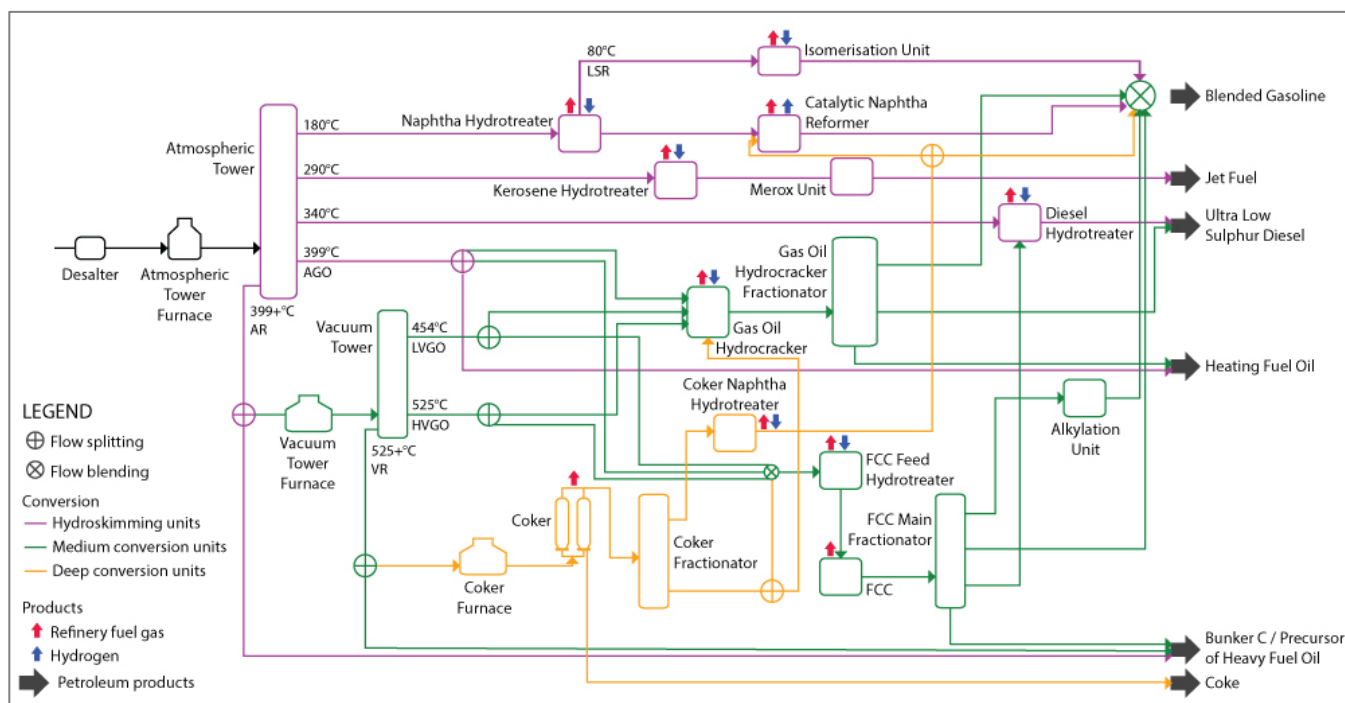 80°C
LSR
Isomerisation Unit
Naphtha Hydrotreater
Catalytic Naphtha
Reformer
Blended Gasoline
Atmospheric
Tower
180°C
290°C
Kerosene Hydrotreater
Merox Unit
Jet Fuel
340°C
Diesel
Hydrotreater
Ultra Low
Sulphur Diesel
399°C
AGO
Desalter
Atmospheric
Tower
Furnace
Gas Oil
Hydrocracker
Fractionator
399+°C
AR
Vacuum
Tower
454°C
LVGO
Gas Oil
Hydrocracker
Heating Fuel Oil
Coker Naphtha
Hydrotreater
525°C
HVGO
Alkylation
Unit
525+°C
VR
Vacuum
Tower
Furnace
FCC Feed
Hydrotreater
Coker
Coker
Fractionator
FCC Main
Fractionator
Coker
Furnace
FCC
Bunker C / Precursor
of Heavy Fuel Oil
Coke
LEGEND
Flow splitting
Flow blending
Conversion
Hydroskimming units
Medium conversion units
Deep conversion units
Products
Refinery fuel gas
Hydrogen
Petroleum products